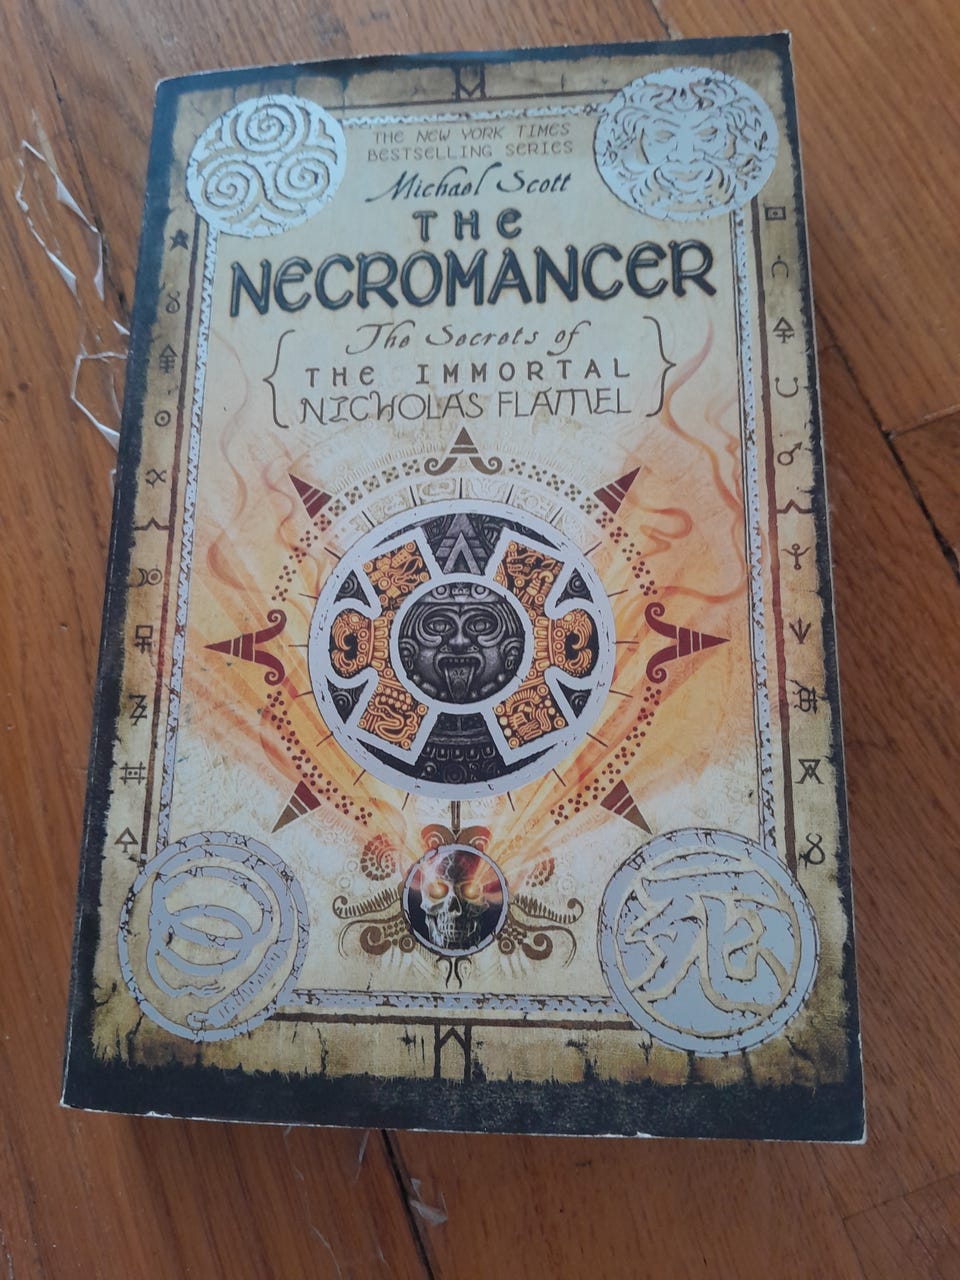 THE NEW YORK TIMES
BESTSELLING SERIES
Michael Scott
THE
NECROMANCER
The Secrets of
THE IMMORTAL
NICHOLAS FLAMEL
死